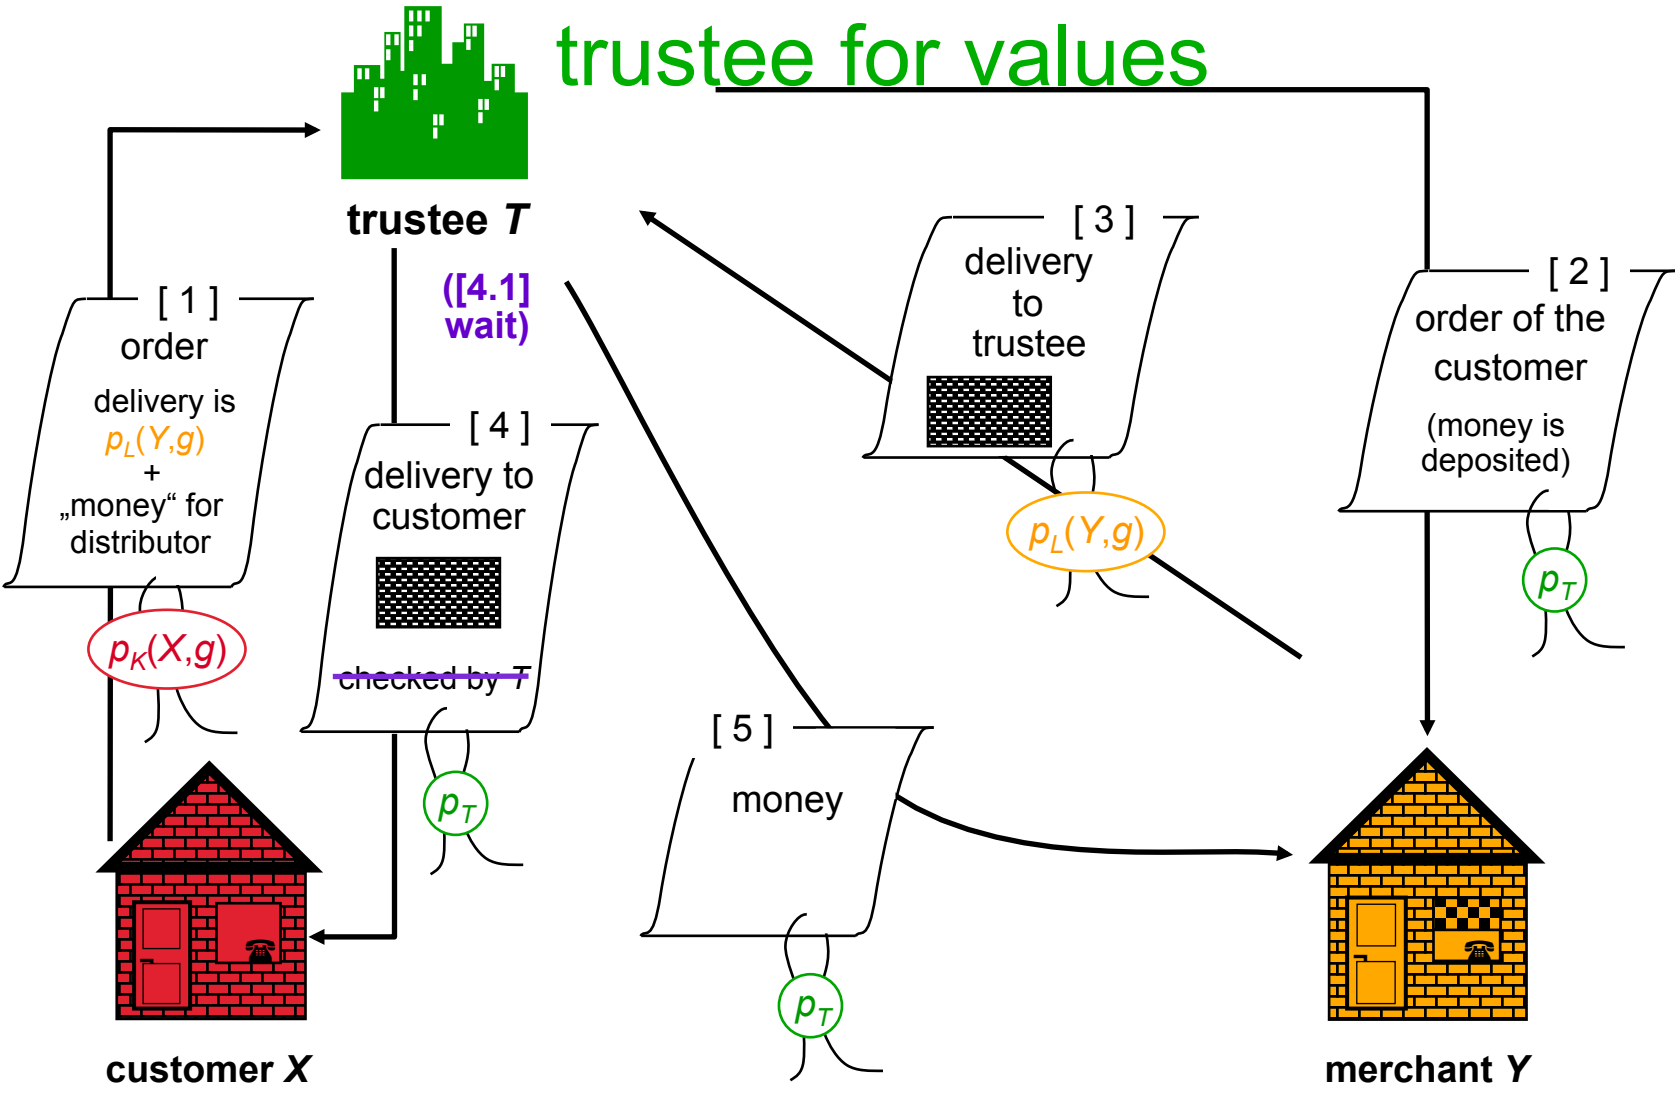 trustee for values
trustee T
([4.1]
wait)
[ 1 ]
order
delivery is
pL(Y,g)
+
„money“ for
distributor
pK(X,g)
[ 4 ]
delivery to
customer
checked by T
pT
[ 3 ]
delivery
to
trustee
pL(Y,g)
[ 2 ]
order of the
customer
(money is
deposited)
pT
[ 5 ]
money
pT
customer X
merchant Y